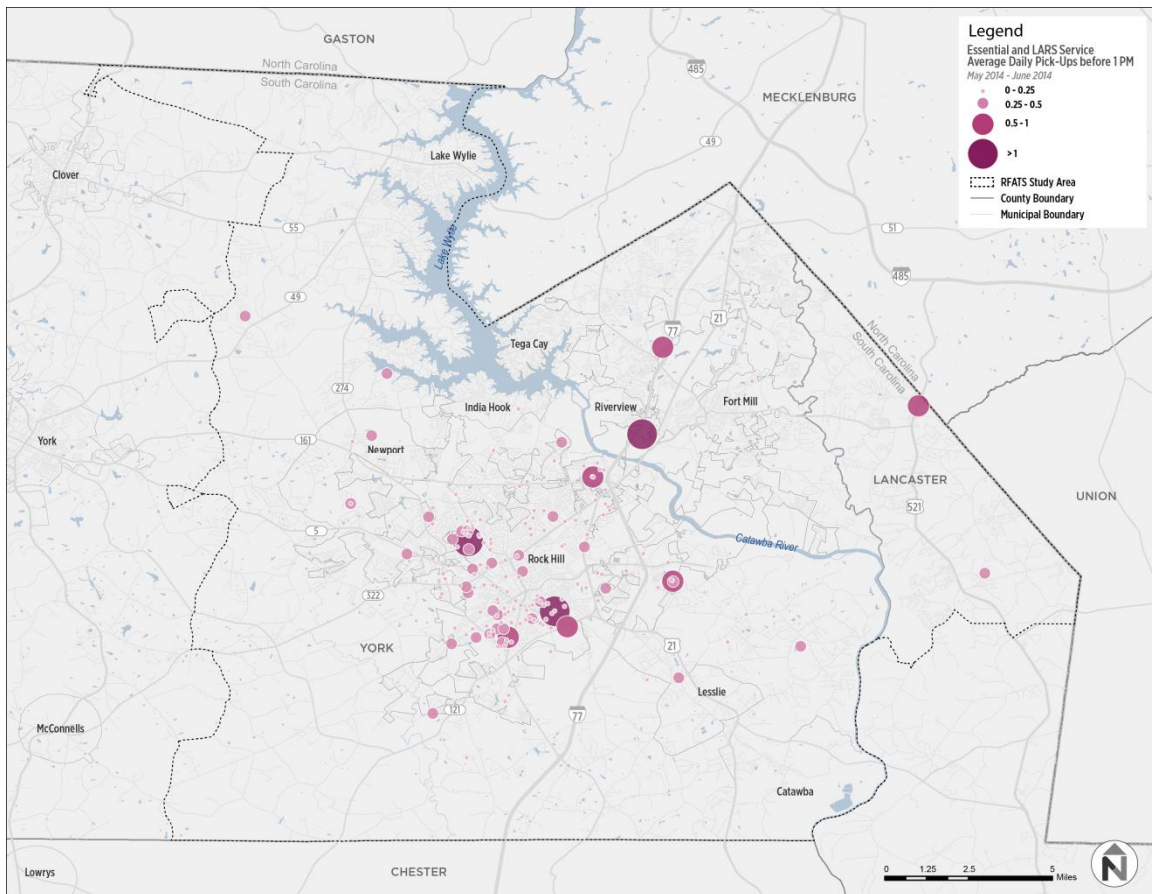 Legend
Essential and LARS Service
Average Daily Pick-Ups before 1 PM
May 2014 - June 2014
0 - 0.25
0.25 - 0.5
0.5 - 1
> 1
RFATS Study Area
County Boundary
Municipal Boundary
GASTON
North Carolina
South Carolina
485
MECKLENBURG
49
Lake Wylie
Clover
55
51
Lake Wylie
485
49
77
21
North Carolina
South Carolina
Tega Cay
274
India Hook
Riverview
Fort Mill
York
161
Newport
LANCASTER
UNION
521
5
Catawba River
Rock Hill
322
YORK
21
Lesslie
121
77
McConnells
Catawba
Lowrys
CHESTER
0
1.25
2.5
5
Miles
N